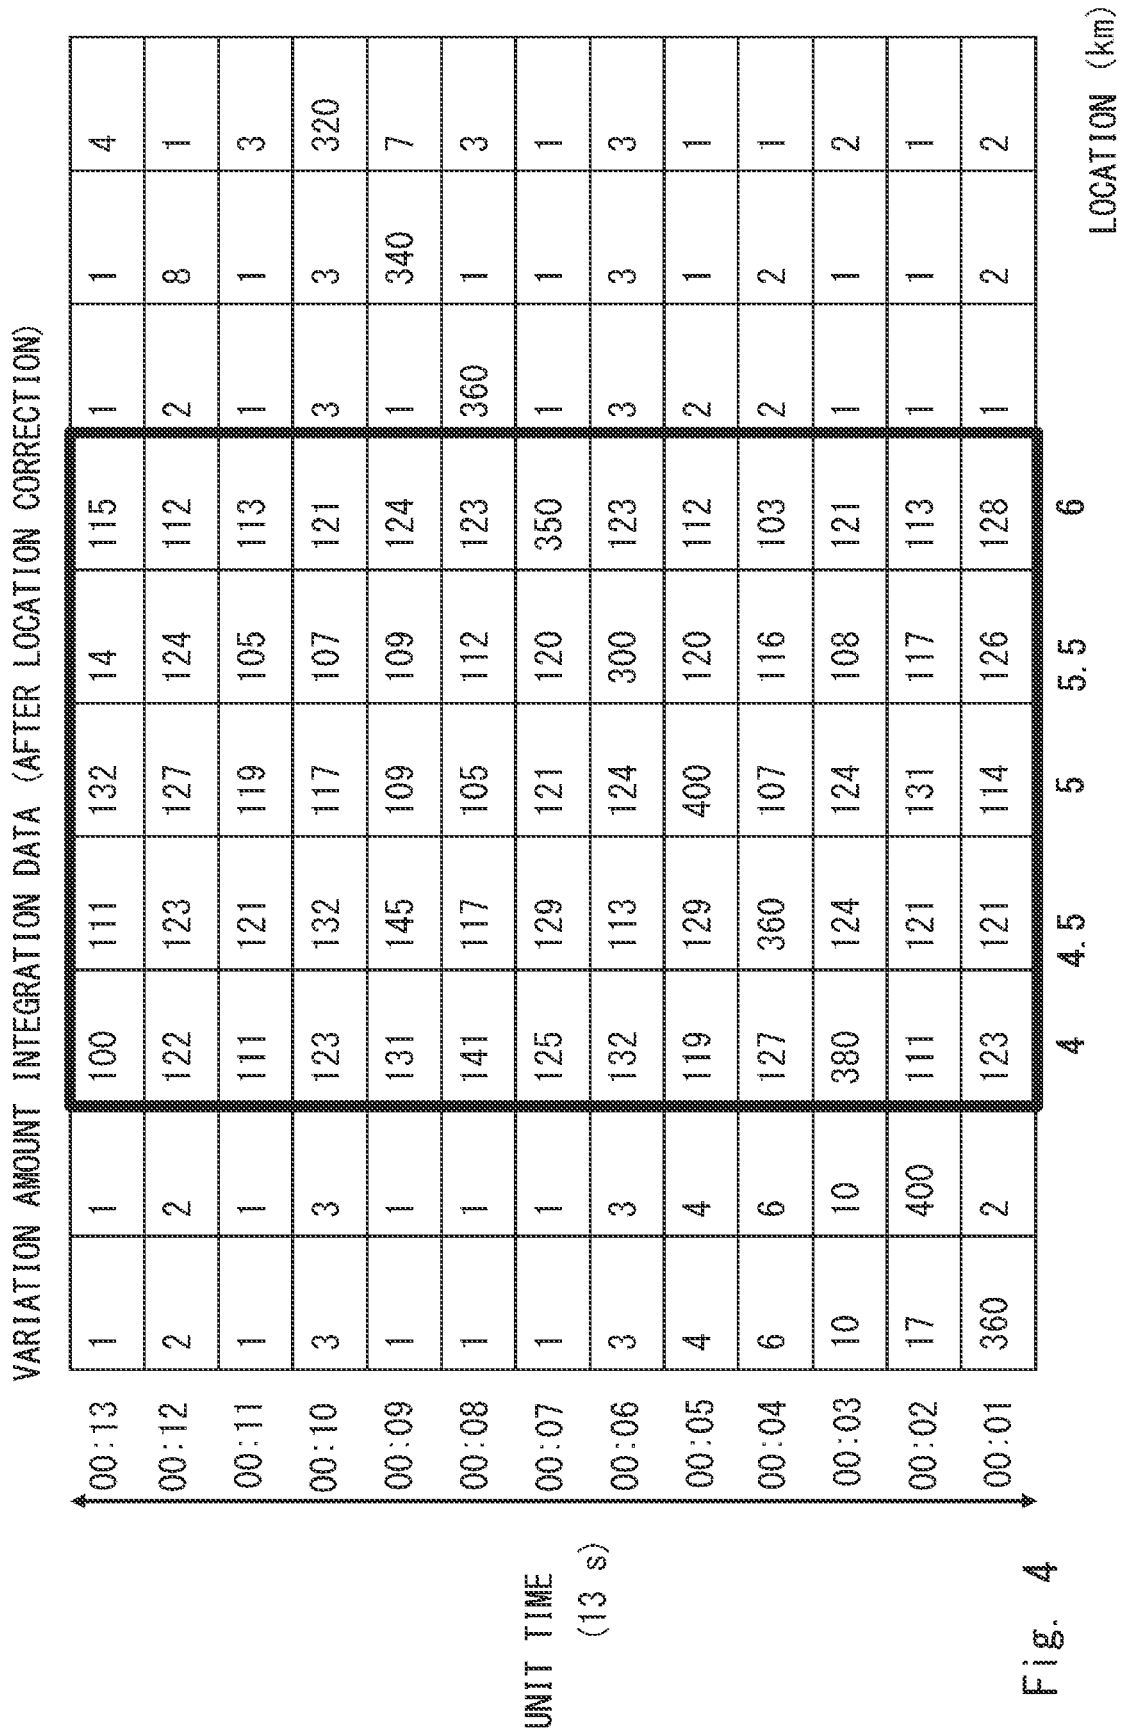 VARIATION AMOUNT INTEGRATION DATA (AFTER LOCATION CORRECTION)
00:13 1 1 100 111 132 14 115 1 1 4
00:12 2 2 122 123 127 124 112 2 8 1
00:11 1 1 111 121 119 105 113 1 1 3
00:10 3 3 123 132 117 107 121 3 3 320
00:09 1 1 131 145 109 109 124 1 340 7
00:08 1 1 141 117 105 112 123 360 1 3
00:07 1 1 125 129 121 120 350 1 1 1
00:06 3 3 132 113 124 300 123 3 3 3
00:05 4 4 119 129 400 120 112 2 1 1
00:04 6 6 127 360 107 116 103 2 2 1
00:03 10 10 380 124 124 108 121 1 1 2
00:02 17 400 111 121 131 117 113 1 1 1
00:01 360 2 123 121 114 126 128 1 2 2
UNIT TIME
(13 s)
4 4.5 5 5.5 6
LOCATION (km)
Fig. 4